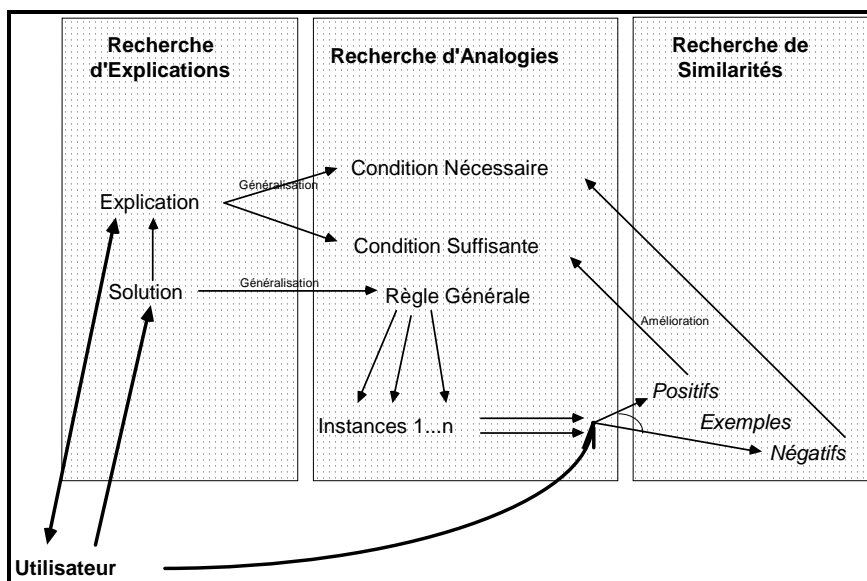 Recherche
d'Explications
Recherche d'Analogies
Recherche de
Similarités
Condition Nécessaire
Généralisation
Explication
Condition Suffisante
Solution
Généralisation
Règle Générale
Amélioration
Positifs
Instances 1...n
Exemples
Négatifs
Utilisateur